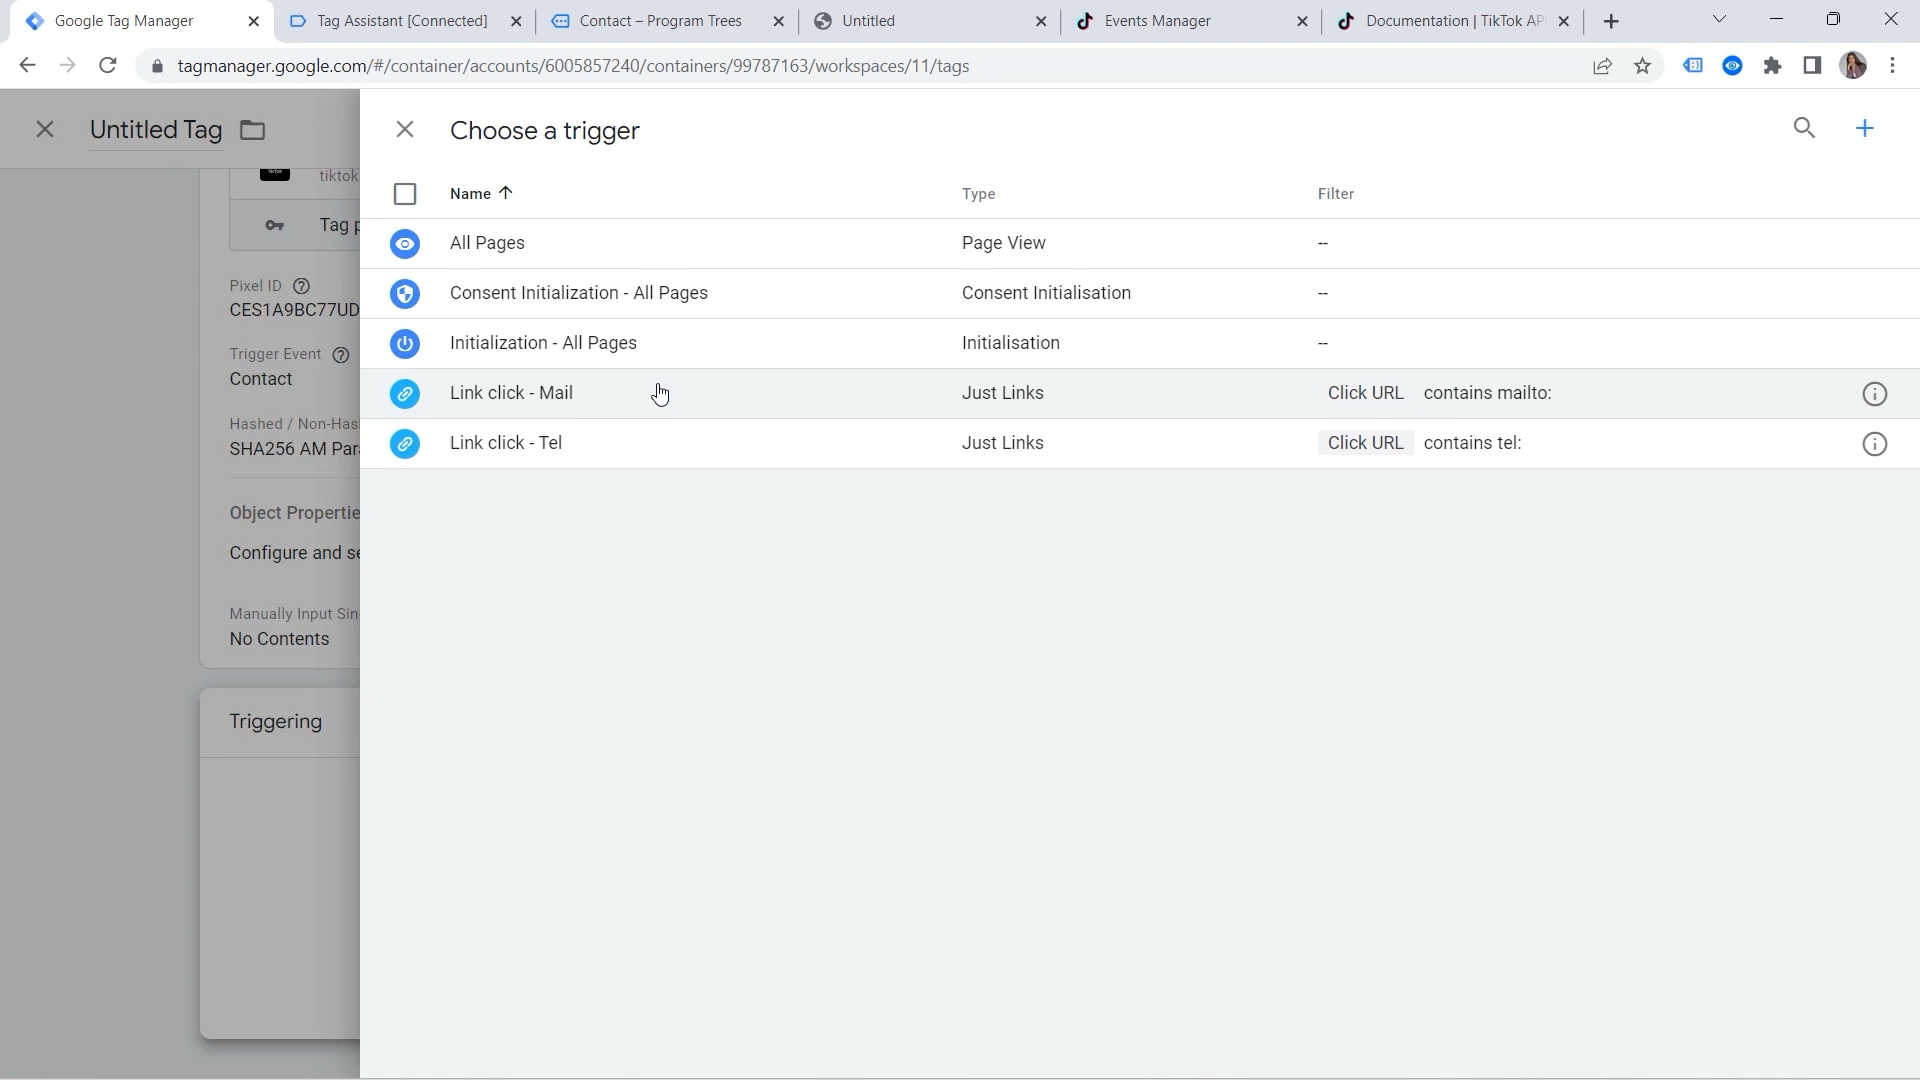 Google Tag Manager
Tag Assistant [Connected]
Contact – Program Trees
Untitled
Events Manager
Documentation | TikTok AP
tagmanager.google.com/#/container/accounts/6005857240/containers/99787163/workspaces/11/tags
Untitled Tag
Choose a trigger
tiktok
Name
Type
Filter
Tag p
All Pages
Page View
--
Pixel ID
CES1A9BC77UD
Consent Initialization - All Pages
Consent Initialisation
--
Initialization - All Pages
Initialisation
--
Trigger Event
Contact
Link click - Mail
Just Links
Click URL contains mailto:
Hashed / Non-Has
SHA256 AM Par
Link click - Tel
Just Links
Click URL contains tel:
Object Propertie
Configure and se
Manually Input Sin
No Contents
Triggering